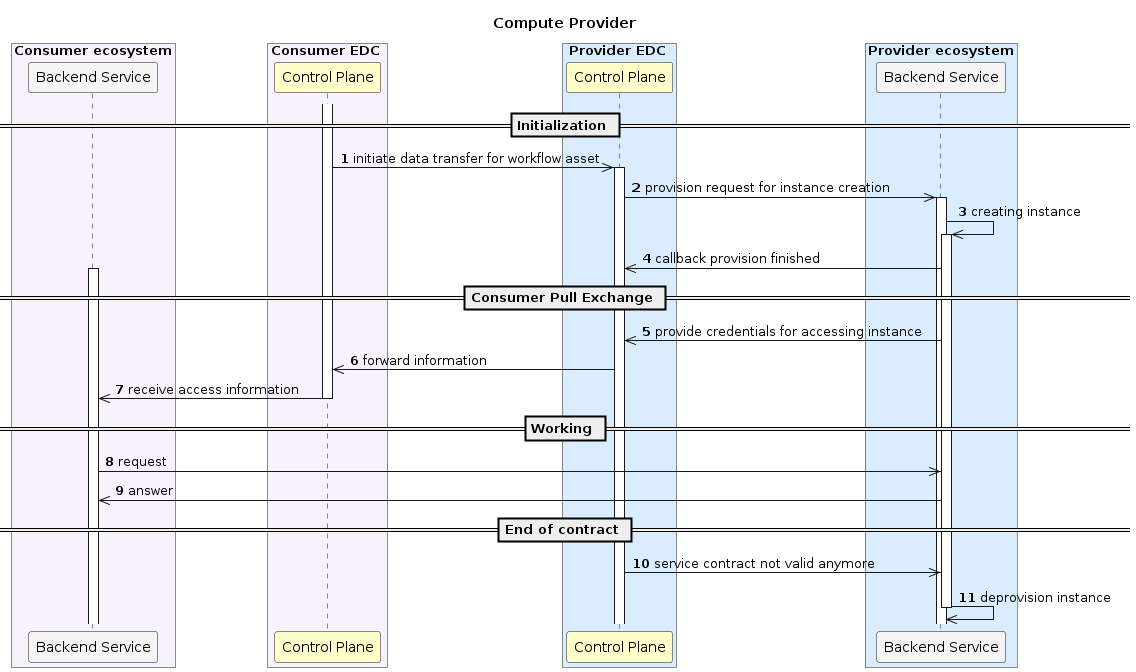 Compute Provider
Consumer ecosystem
Consumer EDC
Provider EDC
Provider ecosystem
Backend Service
Control Plane
Control Plane
Backend Service
Initialization
1 initiate data transfer for workflow asset
2 provision request for instance creation
3 creating instance
4 callback provision finished
Consumer Pull Exchange
5 provide credentials for accessing instance
6 forward information
7 receive access information
Working
8 request
9 answer
End of contract
10 service contract not valid anymore
11 deprovision instance
Backend Service
Control Plane
Control Plane
Backend Service